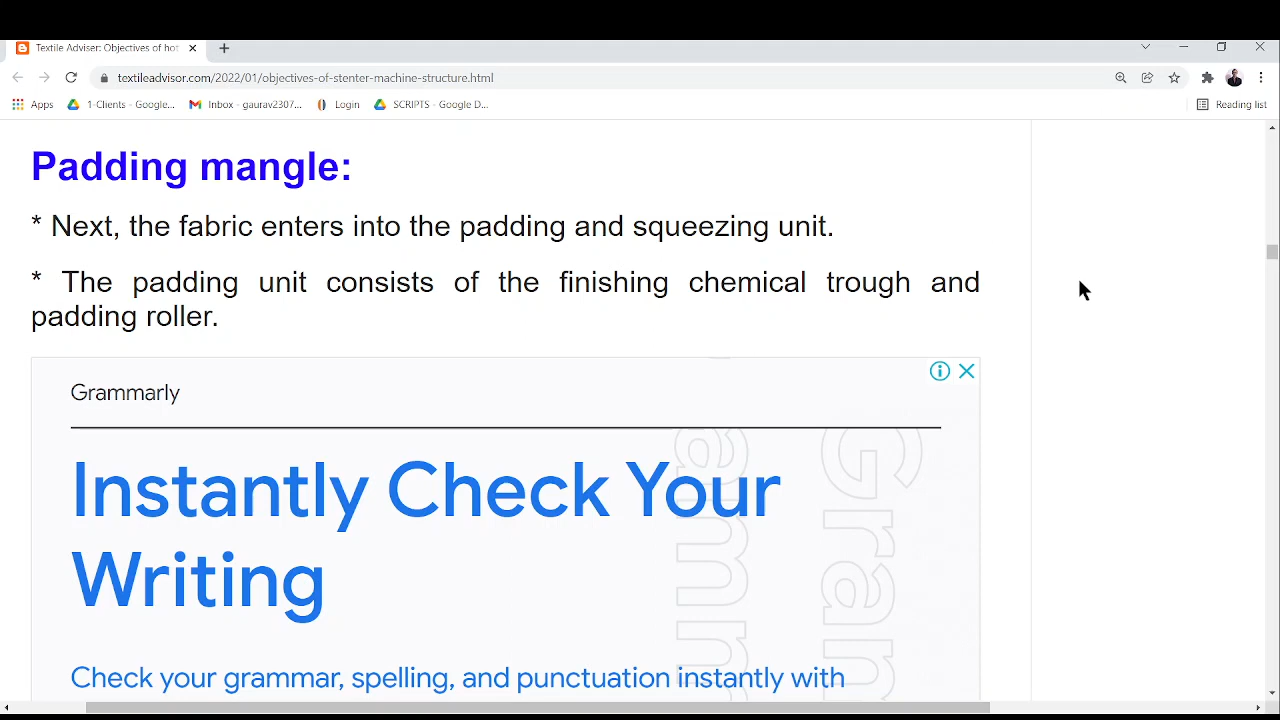 Textile Adviser: Objectives of hot
textileadvisor.com/2022/01/objectives-of-stenter-machine-structure.html
Apps 1-Clients - Google... Inbox - gaurav2307... Login SCRIPTS - Google D... Reading list
Padding mangle:
* Next, the fabric enters into the padding and squeezing unit.
* The padding unit consists of the finishing chemical trough and
padding roller.
Grammarly
Instantly Check Your
Writing
Check your grammar, spelling, and punctuation instantly with